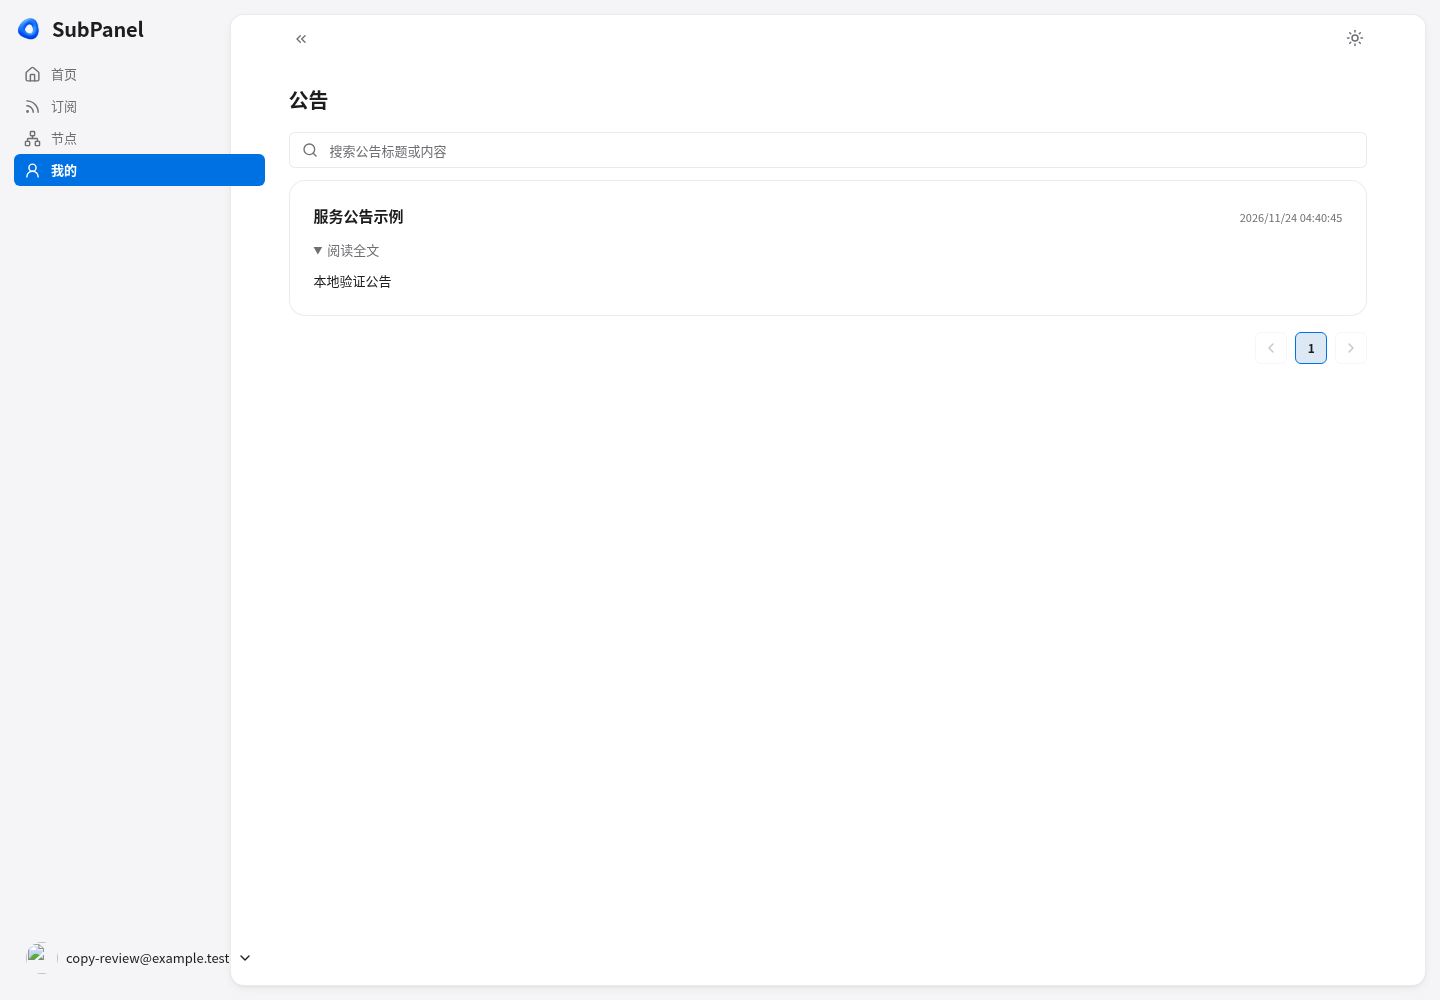 SubPanel
首页
订阅
节点
我的
公告
搜索公告标题或内容
服务公告示例
2026/11/24 04:40:45
阅读全文
本地验证公告
1
copy-review@example.test